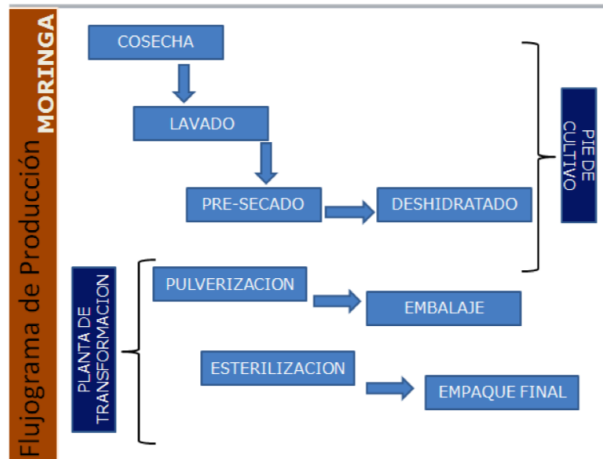 Flujograma de Producción
MORINGA
COSECHA
LAVADO
PRE-SECADO
DESHIDRATADO
PIE DE
CULTIVO
PLANTA DE
TRANSFORMACION
PULVERIZACION
EMBALAJE
ESTERILIZACION
EMPAQUE FINAL